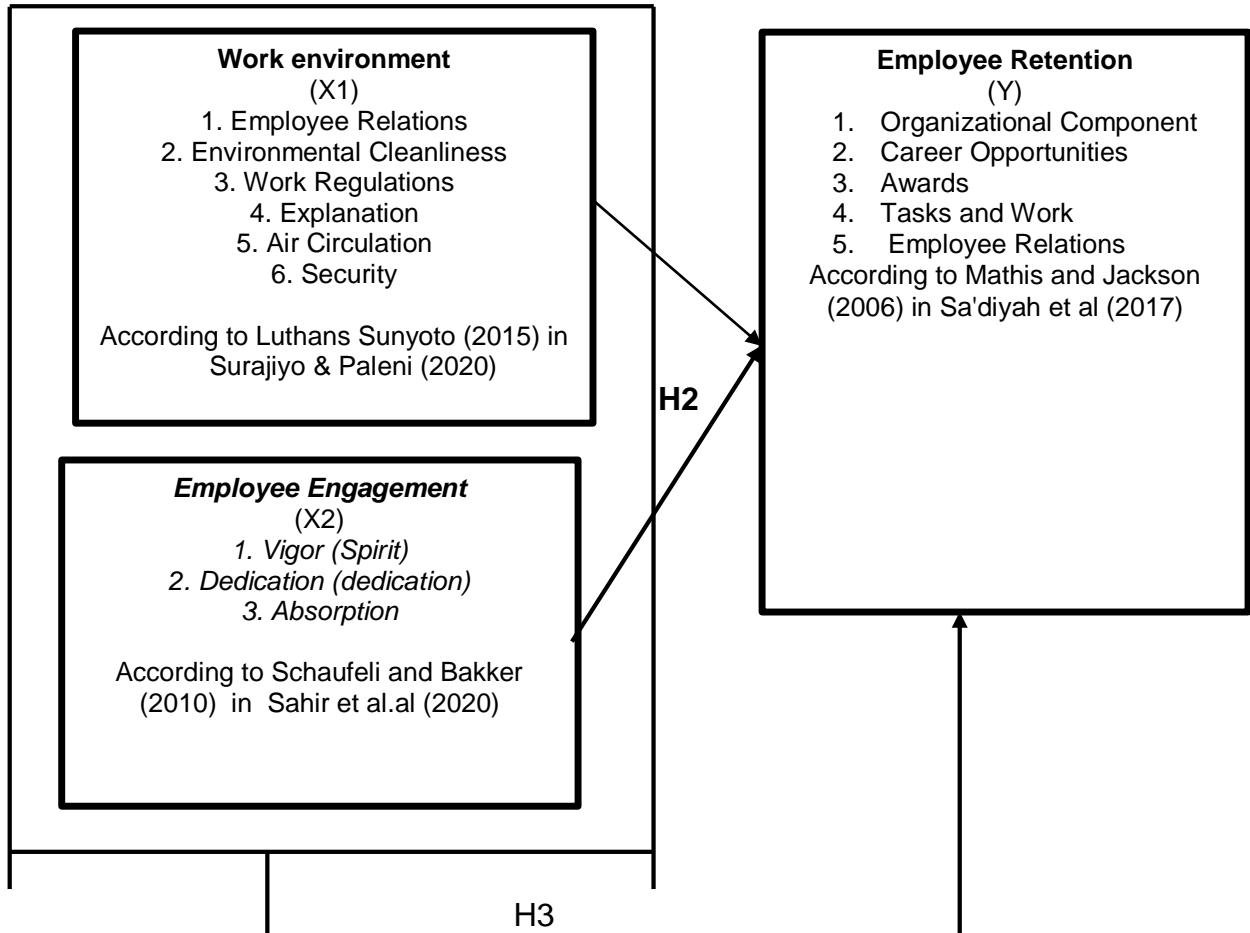 Work environment
(X1)
1. Employee Relations
2. Environmental Cleanliness
3. Work Regulations
4. Explanation
5. Air Circulation
6. Security
According to Luthans Sunyoto (2015) in
Surajiyo & Paleni (2020)
Employee Retention
(Y)
1. Organizational Component
2. Career Opportunities
3. Awards
4. Tasks and Work
5. Employee Relations
According to Mathis and Jackson
(2006) in Sa'diyah et al (2017)
H2
Employee Engagement
(X2)
1. Vigor (Spirit)
2. Dedication (dedication)
3. Absorption
According to Schaufeli and Bakker
(2010) in Sahir et al.al (2020)
H3